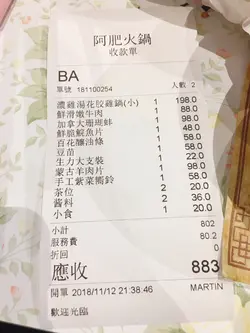 阿肥火鍋
收款單
BA
單號 181100254 人數 2
濃雞湯花胶雞鍋(小) 1 198.0
鮮滑嫩牛肉 1 88.0
加拿大珊瑚蚌 1 148.0
鮮脆鯇魚片 1 48.0
百花釀油條 1 58.0
豆苗 1 58.0
生力大支裝 1 22.0
蒙古羊肉片 1 98.0
手工紫菜獨鈴 1 58.0
茶位 2 20.0
醬料 2 36.0
小食 1 20.0
小計 802
服務費 80.2
折回 0
應收 883
開單 2018/11/12 21:38:46 MARTIN
歡迎光臨